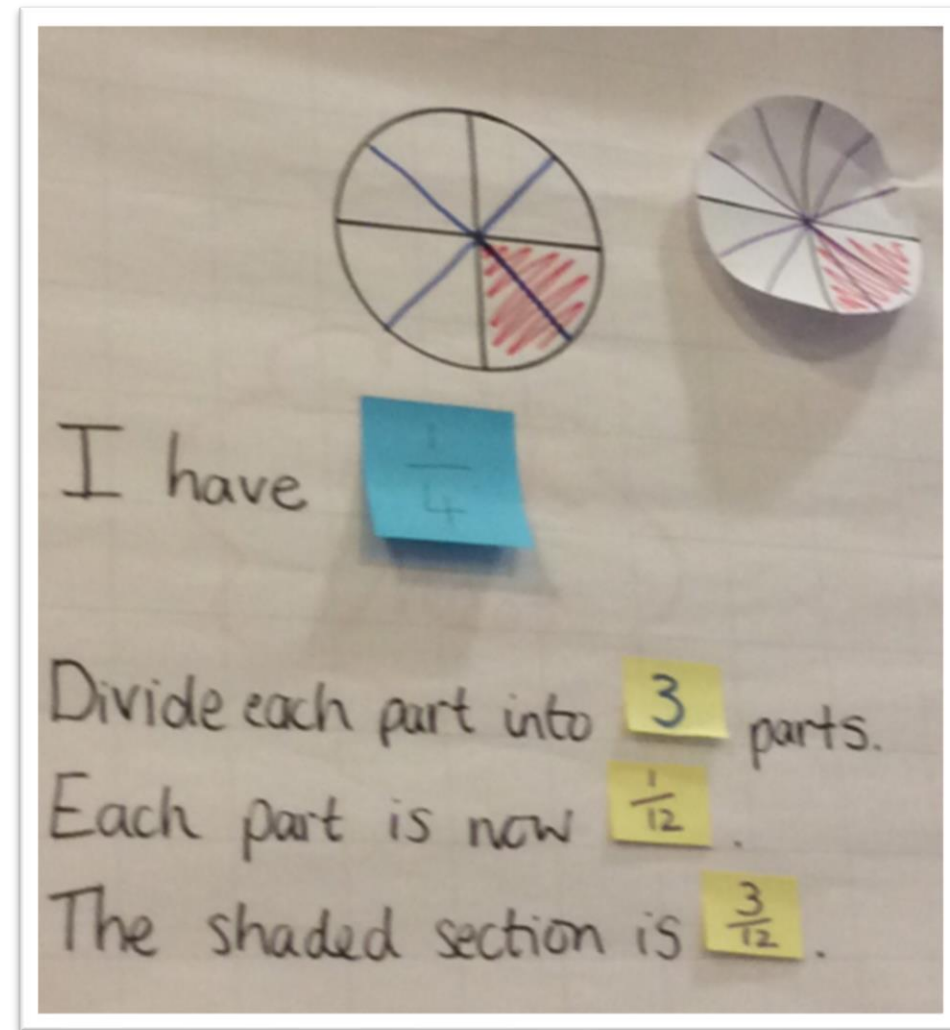 I have 1/4
Divide each part into 3 parts.
Each part is now 1/12.
The shaded section is 3/12.